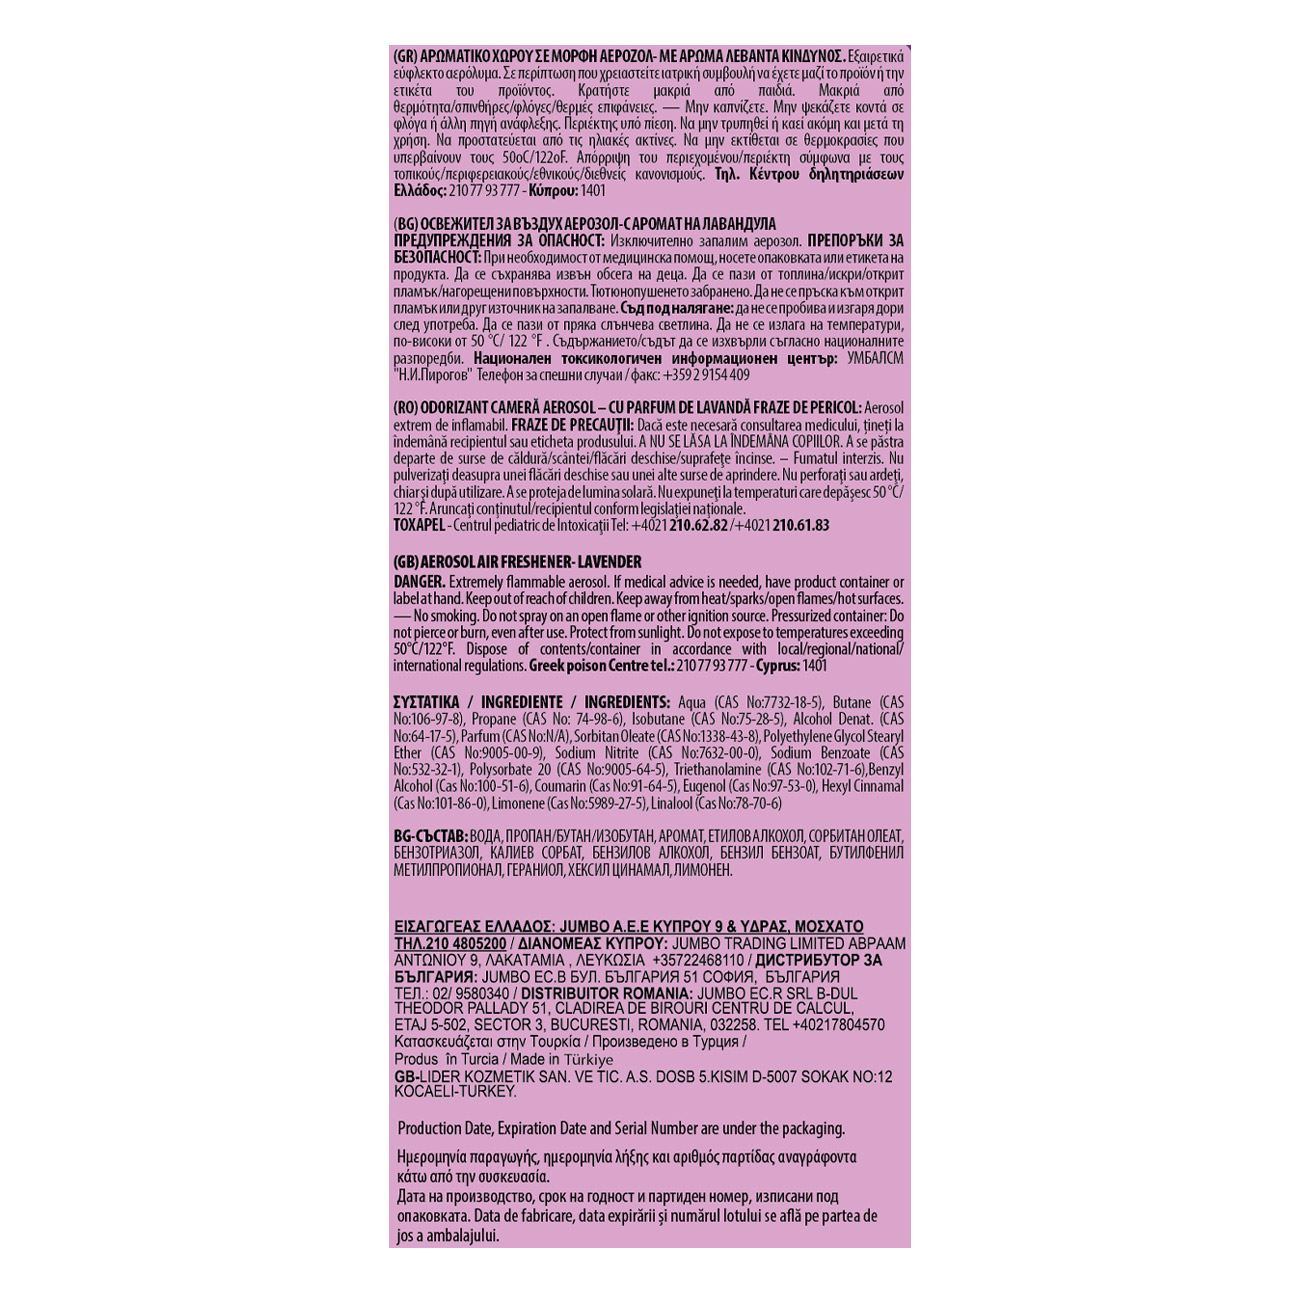 (GR) ΑΡΩΜΑΤΙΚΟ ΧΩΡΟΥ ΣΕ ΜΟΡΦΗ ΑΕΡΟΖΟΛ- ΜΕ ΑΡΩΜΑ ΛΕΒΑΝΤΑ ΚΙΝΔΥΝΟΣ. Εξαιρετικά
εύφλεκτο αερόλυμα. Σε περίπτωση που χρειαστείτε ιατρική συμβουλή να έχετε μαζί το προϊόν ή την
ετικέτα του προϊόντος. Κρατήστε μακριά από παιδιά. Μακριά από
θερμότητα/σπινθήρες/φλόγες/θερμές επιφάνειες. — Μην καπνίζετε. Μην ψεκάζετε κοντά σε
φλόγα ή άλλη πηγή ανάφλεξης. Περιέκτης υπό πίεση. Να μην τρυπηθεί ή καεί ακόμη και μετά τη
χρήση. Να προστατεύεται από τις ηλιακές ακτίνες. Να μην εκτίθεται σε θερμοκρασίες που
υπερβαίνουν τους 50οC/122οF. Απόρριψη του περιεχομένου/περιέκτη σύμφωνα με τους
τοπικούς/περιφερειακούς/εθνικούς/διεθνείς κανονισμούς. Τηλ. Κέντρου δηλητηριάσεων
Ελλάδος: 210 77 93 777 - Κύπρου: 1401
(BG) ОСВЕЖИТЕЛ ЗА ВЪЗДУХ АЕРОЗОЛ-С АРОМАТ НА ЛАВАНДУЛА
ПРЕДУПРЕЖДЕНИЯ ЗА ОПАСНОСТ: Изключително запалим аерозол. ПРЕПОРЪКИ ЗА
БЕЗОПАСНОСТ: При необходимост от медицинска помощ, носете опаковката или етикета на
продукта. Да се съхранява извън обсега на деца. Да се пази от топлина/искри/открит
пламък/нагорещени повърхности. Тютюнопушенето забранено. Да не се пръска към открит
пламък или друг източник на запалване. Съд под налягане: да не се пробива и изгаря дори
след употреба. Да се пази от пряка слънчева светлина. Да не се излага на температури,
по-високи от 50 °C/ 122 °F . Съдържанието/съдът да се изхвърли съгласно националните
разпоредби. Национален токсикологичен информационен център: УМБАЛСМ
"Н.И.Пирогов" Телефон за спешни случаи / факс: +359 2 9154 409
(RO) ODORIZANT CAMERĂ AEROSOL – CU PARFUM DE LAVANDĂ FRAZE DE PERICOL: Aerosol
extrem de inflamabil. FRAZE DE PRECAUȚII: Dacă este necesară consultarea medicului, țineți la
îndemână recipientul sau eticheta produsului. A NU SE LĂSA LA ÎNDEMÂNA COPIILOR. A se păstra
departe de surse de căldură/scântei/flăcări deschise/suprafețe încinse. – Fumatul interzis. Nu
pulverizați deasupra unei flăcări deschise sau unei alte surse de aprindere. Nu perforați sau ardeți,
chiar și după utilizare. A se proteja de lumina solară. Nu expuneți la temperaturi care depășesc 50 °C/
122 °F. Aruncați conținutul/recipientul conform legislației naționale.
TOXAPEL - Centrul pediatric de Intoxicații Tel: +4021 210.62.82 /+4021 210.61.83
(GB) AEROSOL AIR FRESHENER- LAVENDER
DANGER. Extremely flammable aerosol. If medical advice is needed, have product container or
label at hand. Keep out of reach of children. Keep away from heat/sparks/open flames/hot surfaces.
— No smoking. Do not spray on an open flame or other ignition source. Pressurized container: Do
not pierce or burn, even after use. Protect from sunlight. Do not expose to temperatures exceeding
50°C/122°F. Dispose of contents/container in accordance with local/regional/national/
international regulations. Greek poison Centre tel.: 210 77 93 777 - Cyprus: 1401
ΣΥΣΤΑΤΙΚΑ / INGREDIENTE / INGREDIENTS: Aqua (CAS No:7732-18-5), Butane (CAS
No:106-97-8), Propane (CAS No: 74-98-6), Isobutane (CAS No:75-28-5), Alcohol Denat. (CAS
No:64-17-5), Parfum (CAS No:N/A), Sorbitan Oleate (CAS No:1338-43-8), Polyethylene Glycol Stearyl
Ether (CAS No:9005-00-9), Sodium Nitrite (CAS No:7632-00-0), Sodium Benzoate (CAS
No:532-32-1), Polysorbate 20 (CAS No:9005-64-5), Triethanolamine (CAS No:102-71-6),Benzyl
Alcohol (Cas No:100-51-6), Coumarin (Cas No:91-64-5), Eugenol (Cas No:97-53-0), Hexyl Cinnamal
(Cas No:101-86-0), Limonene (Cas No:5989-27-5), Linalool (Cas No:78-70-6)
BG-СЪСТАВ: ВОДА, ПРОПАН/БУТАН/ИЗОБУТАН, АРОМАТ, ЕТИЛОВ АЛКОХОЛ, СОРБИТАН ОЛЕАТ,
БЕНЗОТРИАЗОЛ, КАЛИЕВ СОРБАТ, БЕНЗИЛОВ АЛКОХОЛ, БЕНЗИЛ БЕНЗОАТ, БУТИЛФЕНИЛ
МЕТИЛПРОПИОНАЛ, ГЕРАНИОЛ, ХЕКСИЛ ЦИНАМАЛ, ЛИМОНЕН.
ΕΙΣΑΓΩΓΕΑΣ ΕΛΛΑΔΟΣ: JUMBO A.E.E ΚΥΠΡΟΥ 9 & ΥΔΡΑΣ, ΜΟΣΧΑΤΟ
ΤΗΛ.210 4805200 / ΔΙΑΝΟΜΕΑΣ ΚΥΠΡΟΥ: JUMBO TRADING LIMITED ΑΒΡΑΑΜ
ΑΝΤΩΝΙΟΥ 9, ΛΑΚΑΤΑΜΙΑ , ΛΕΥΚΩΣΙΑ +35722468110 / ДИСТРИБУТОР ЗА
БЪЛГАРИЯ: JUMBO EC.B БУЛ. БЪЛГАРИЯ 51 СОФИЯ, БЪЛГАРИЯ
ТЕЛ.: 02/ 9580340 / DISTRIBUITOR ROMANIA: JUMBO EC.R SRL B-DUL
THEODOR PALLADY 51, CLADIREA DE BIROURI CENTRU DE CALCUL,
ETAJ 5-502, SECTOR 3, BUCURESTI, ROMANIA, 032258. TEL +40217804570
Κατασκευάζεται στην Τουρκία / Произведено в Турция /
Produs în Turcia / Made in Türkiye
GB-LIDER KOZMETIK SAN. VE TIC. A.S. DOSB 5.KISIM D-5007 SOKAK NO:12
KOCAELI-TURKEY.
Production Date, Expiration Date and Serial Number are under the packaging.
Ημερομηνία παραγωγής, ημερομηνία λήξης και αριθμός παρτίδας αναγράφοντα
κάτω από την συσκευασία.
Дата на производство, срок на годност и партиден номер, изписани под
опаковката. Data de fabricare, data expirării și numărul lotului se află pe partea de
jos a ambalajului.